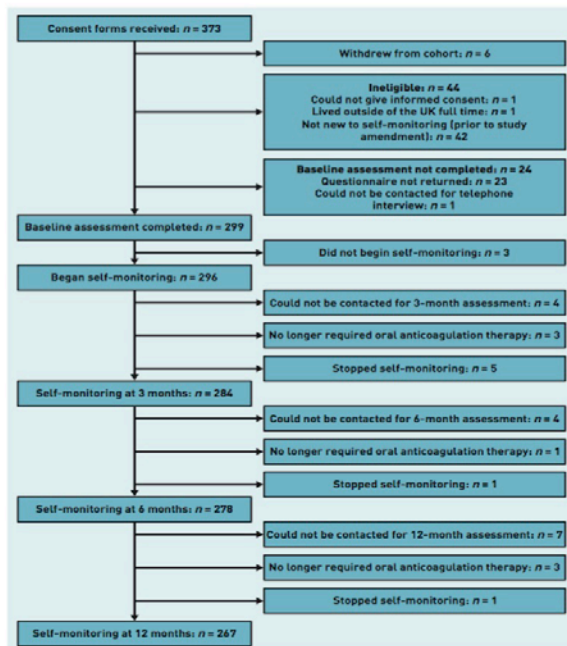 Consent forms received: n = 373
Withdrew from cohort: n = 6
Ineligible: n = 44
Could not give informed consent: n = 1
Lived outside of the UK full time: n = 1
Not new to self-monitoring (prior to study
amendment): n = 42
Baseline assessment not completed: n = 24
Questionnaire not returned: n = 23
Could not be contacted for telephone
interview: n = 1
Baseline assessment completed: n = 299
Did not begin self-monitoring: n = 3
Began self-monitoring: n = 296
Could not be contacted for 3-month assessment: n = 4
No longer required oral anticoagulation therapy: n = 3
Stopped self-monitoring: n = 5
Self-monitoring at 3 months: n = 284
Could not be contacted for 6-month assessment: n = 4
No longer required oral anticoagulation therapy: n = 1
Stopped self-monitoring: n = 1
Self-monitoring at 6 months: n = 278
Could not be contacted for 12-month assessment: n = 7
No longer required oral anticoagulation therapy: n = 3
Stopped self-monitoring: n = 1
Self-monitoring at 12 months: n = 267